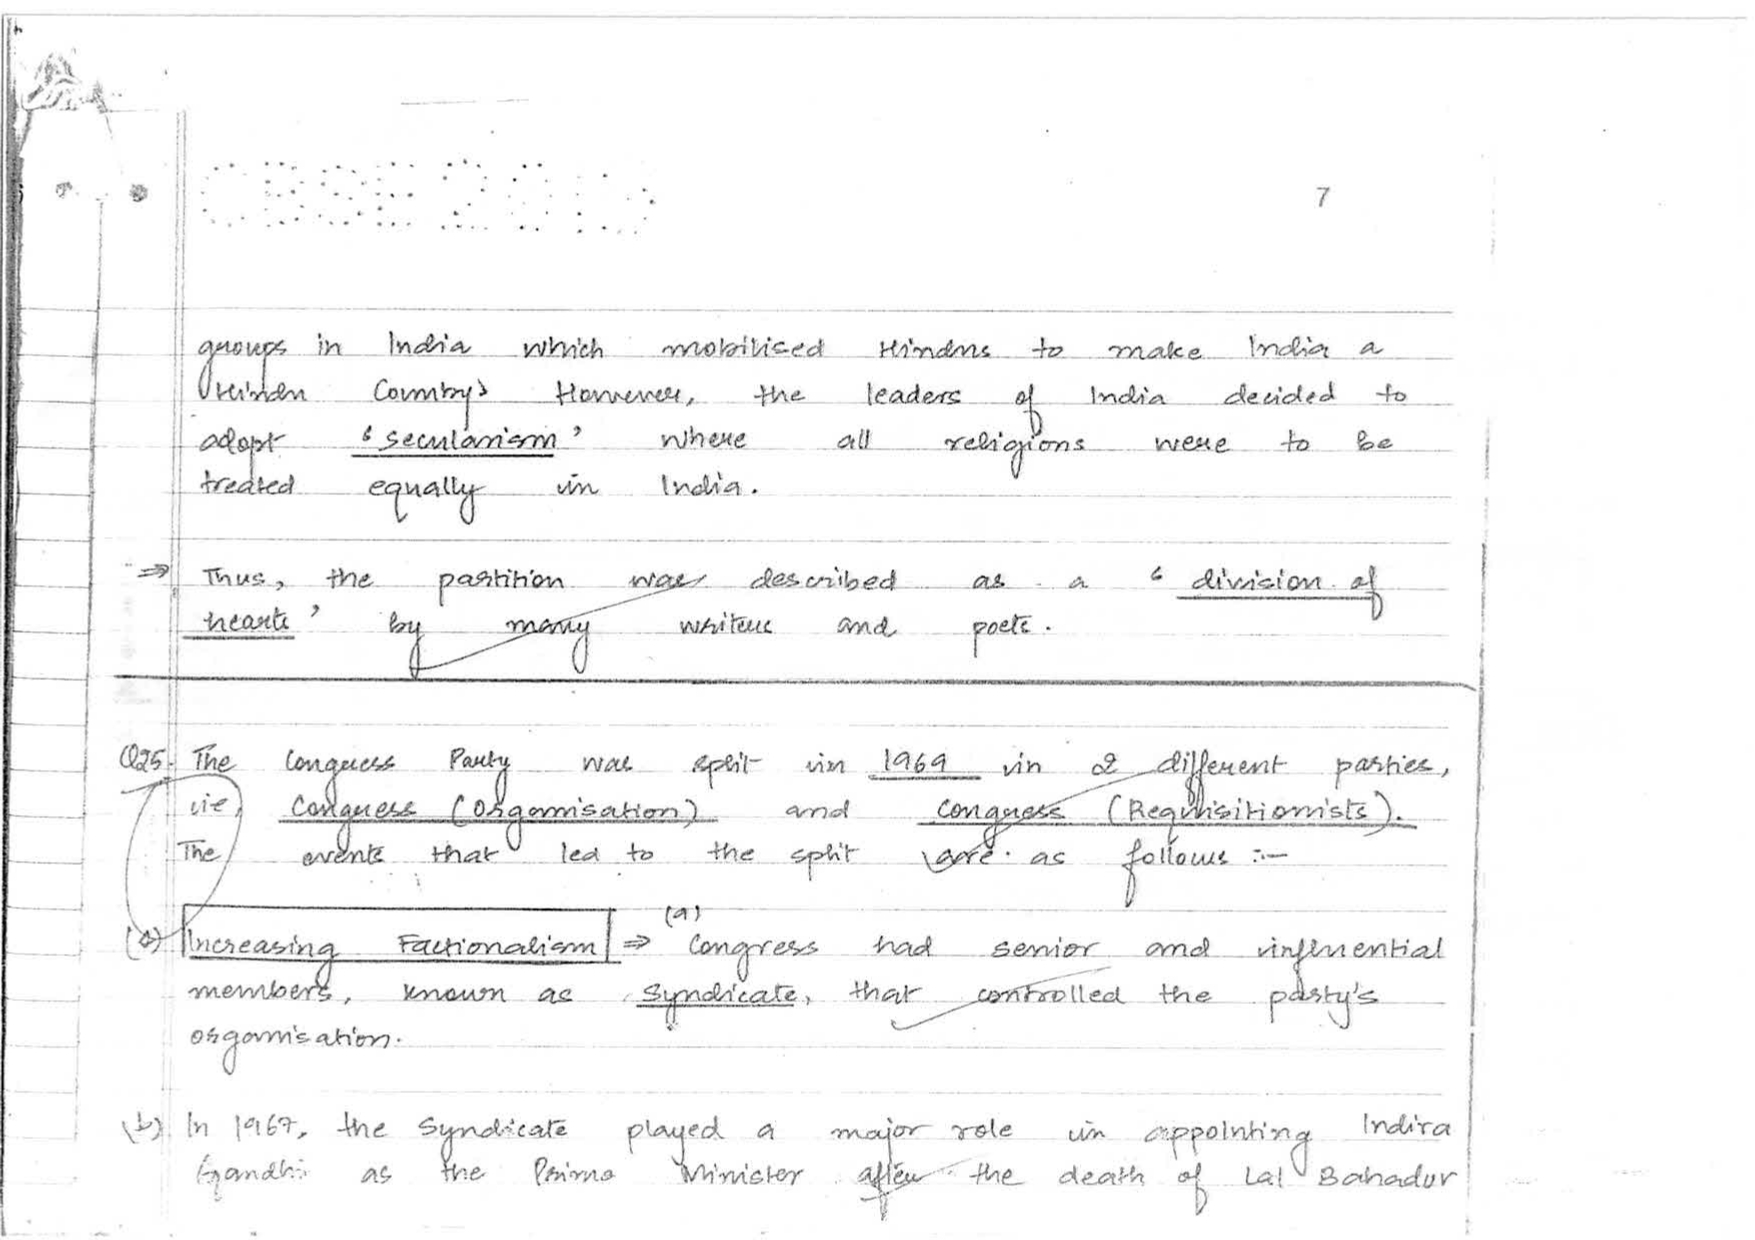 CBSE 2019
7
groups in India which mobilised Hindus to make India a
Hindu Country. However, the leaders of India decided to
adopt 'secularism' where all religions were to be
treated equally in India.
⇒ Thus, the partition was described as a 'division of
hearts' by many writers and poets.
Q25. The Congress Party was split in 1969 in 2 different parties,
ie, Congress (Organisation) and Congress (Requisitionists).
The events that led to the split are as follows :-
Increasing Factionalism ⇒ (a) Congress had senior and influential
members, known as Syndicate, that controlled the party's
organisation.
(b) In 1967, the Syndicate played a major role in appointing Indira
Gandhi as the Prime Minister after the death of Lal Bahadur